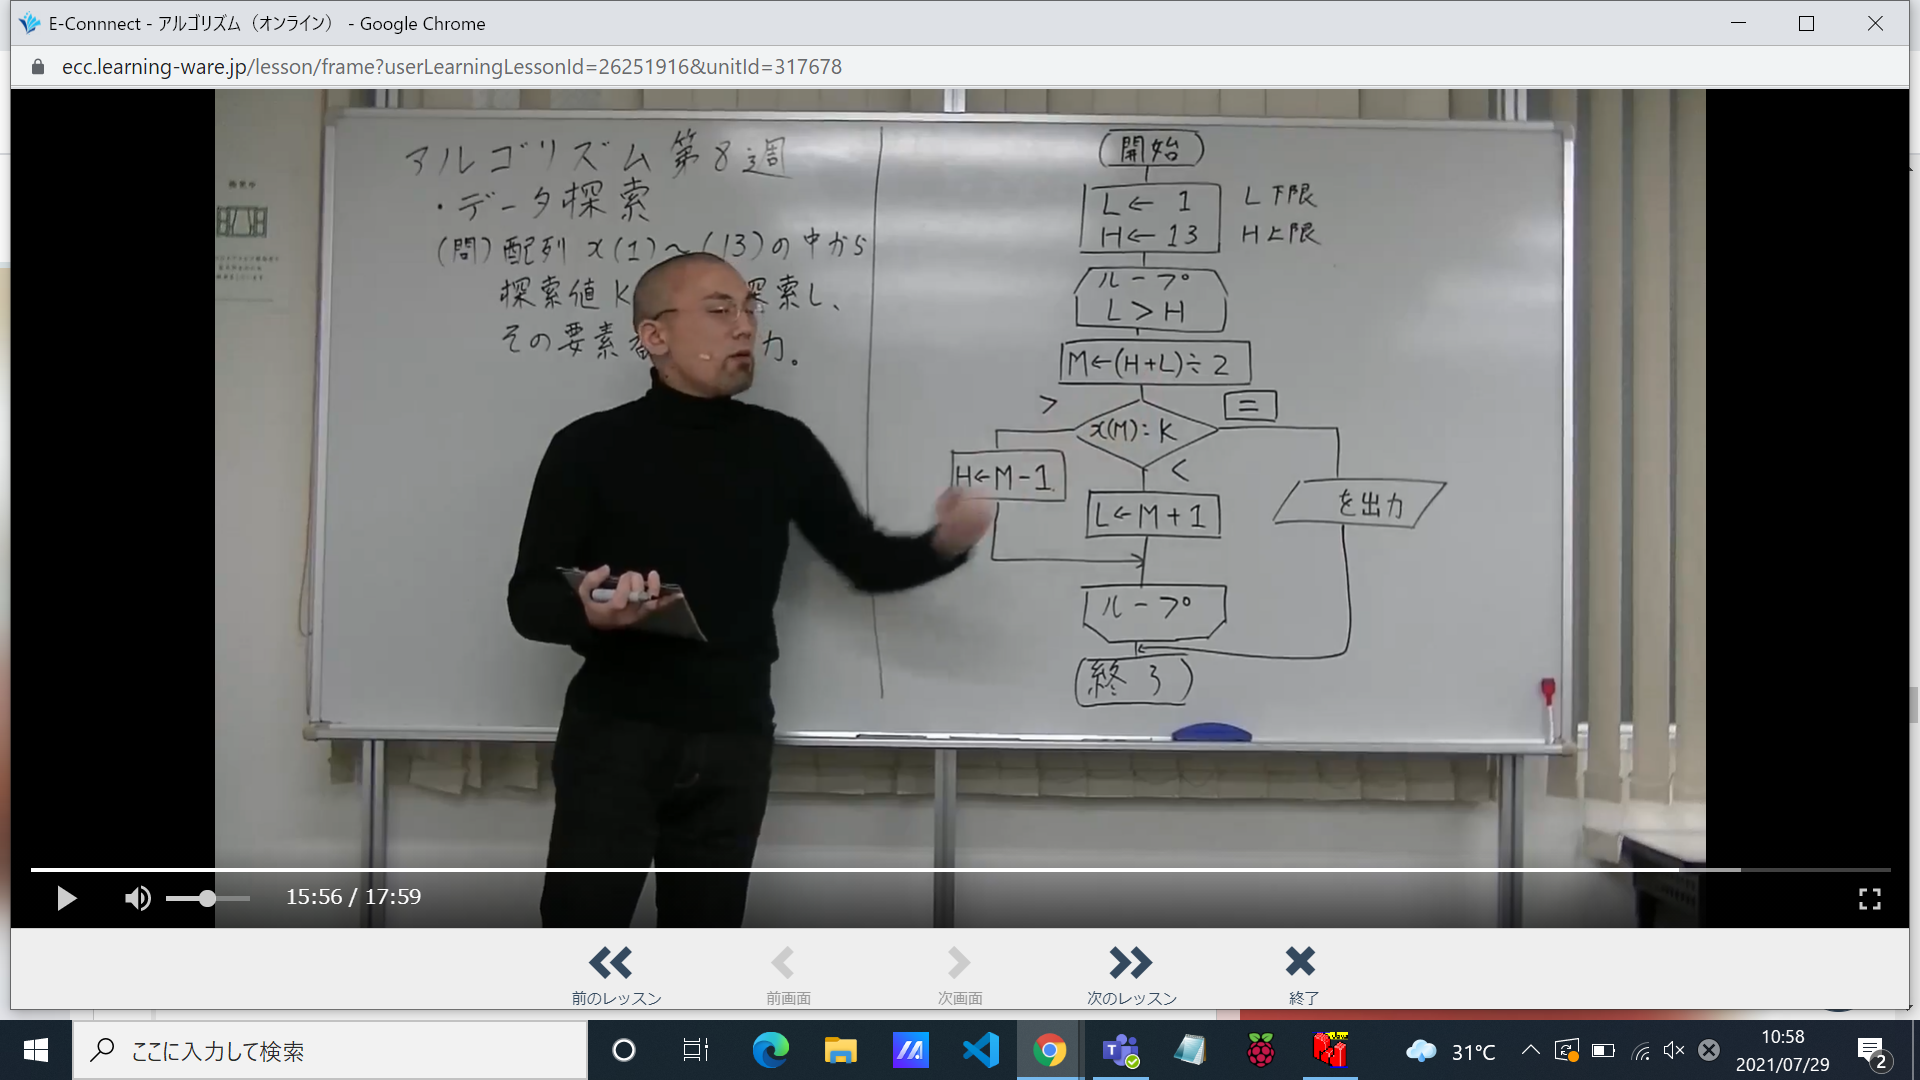 E-Connnect - アルゴリズム（オンライン） - Google Chrome
ecc.learning-ware.jp/lesson/frame?userLearningLessonId=26251916&unitId=317678
アルゴリズム 第8週
・データ探索
(問) 配列 x(1)～(13)の中から
探索値 K 探索し、
その要素 力。
開始
L ← 1 L 下限
H ← 13 H 上限
ループ
L > H
M←(H+L)÷2
> =
x(M):K
H←M-1
<
L←M+1
を出力
ループ
終了
15:56 / 17:59
前のレッスン 前画面 次画面 次のレッスン 終了
ここに入力して検索
31°C
10:58
2021/07/29
2